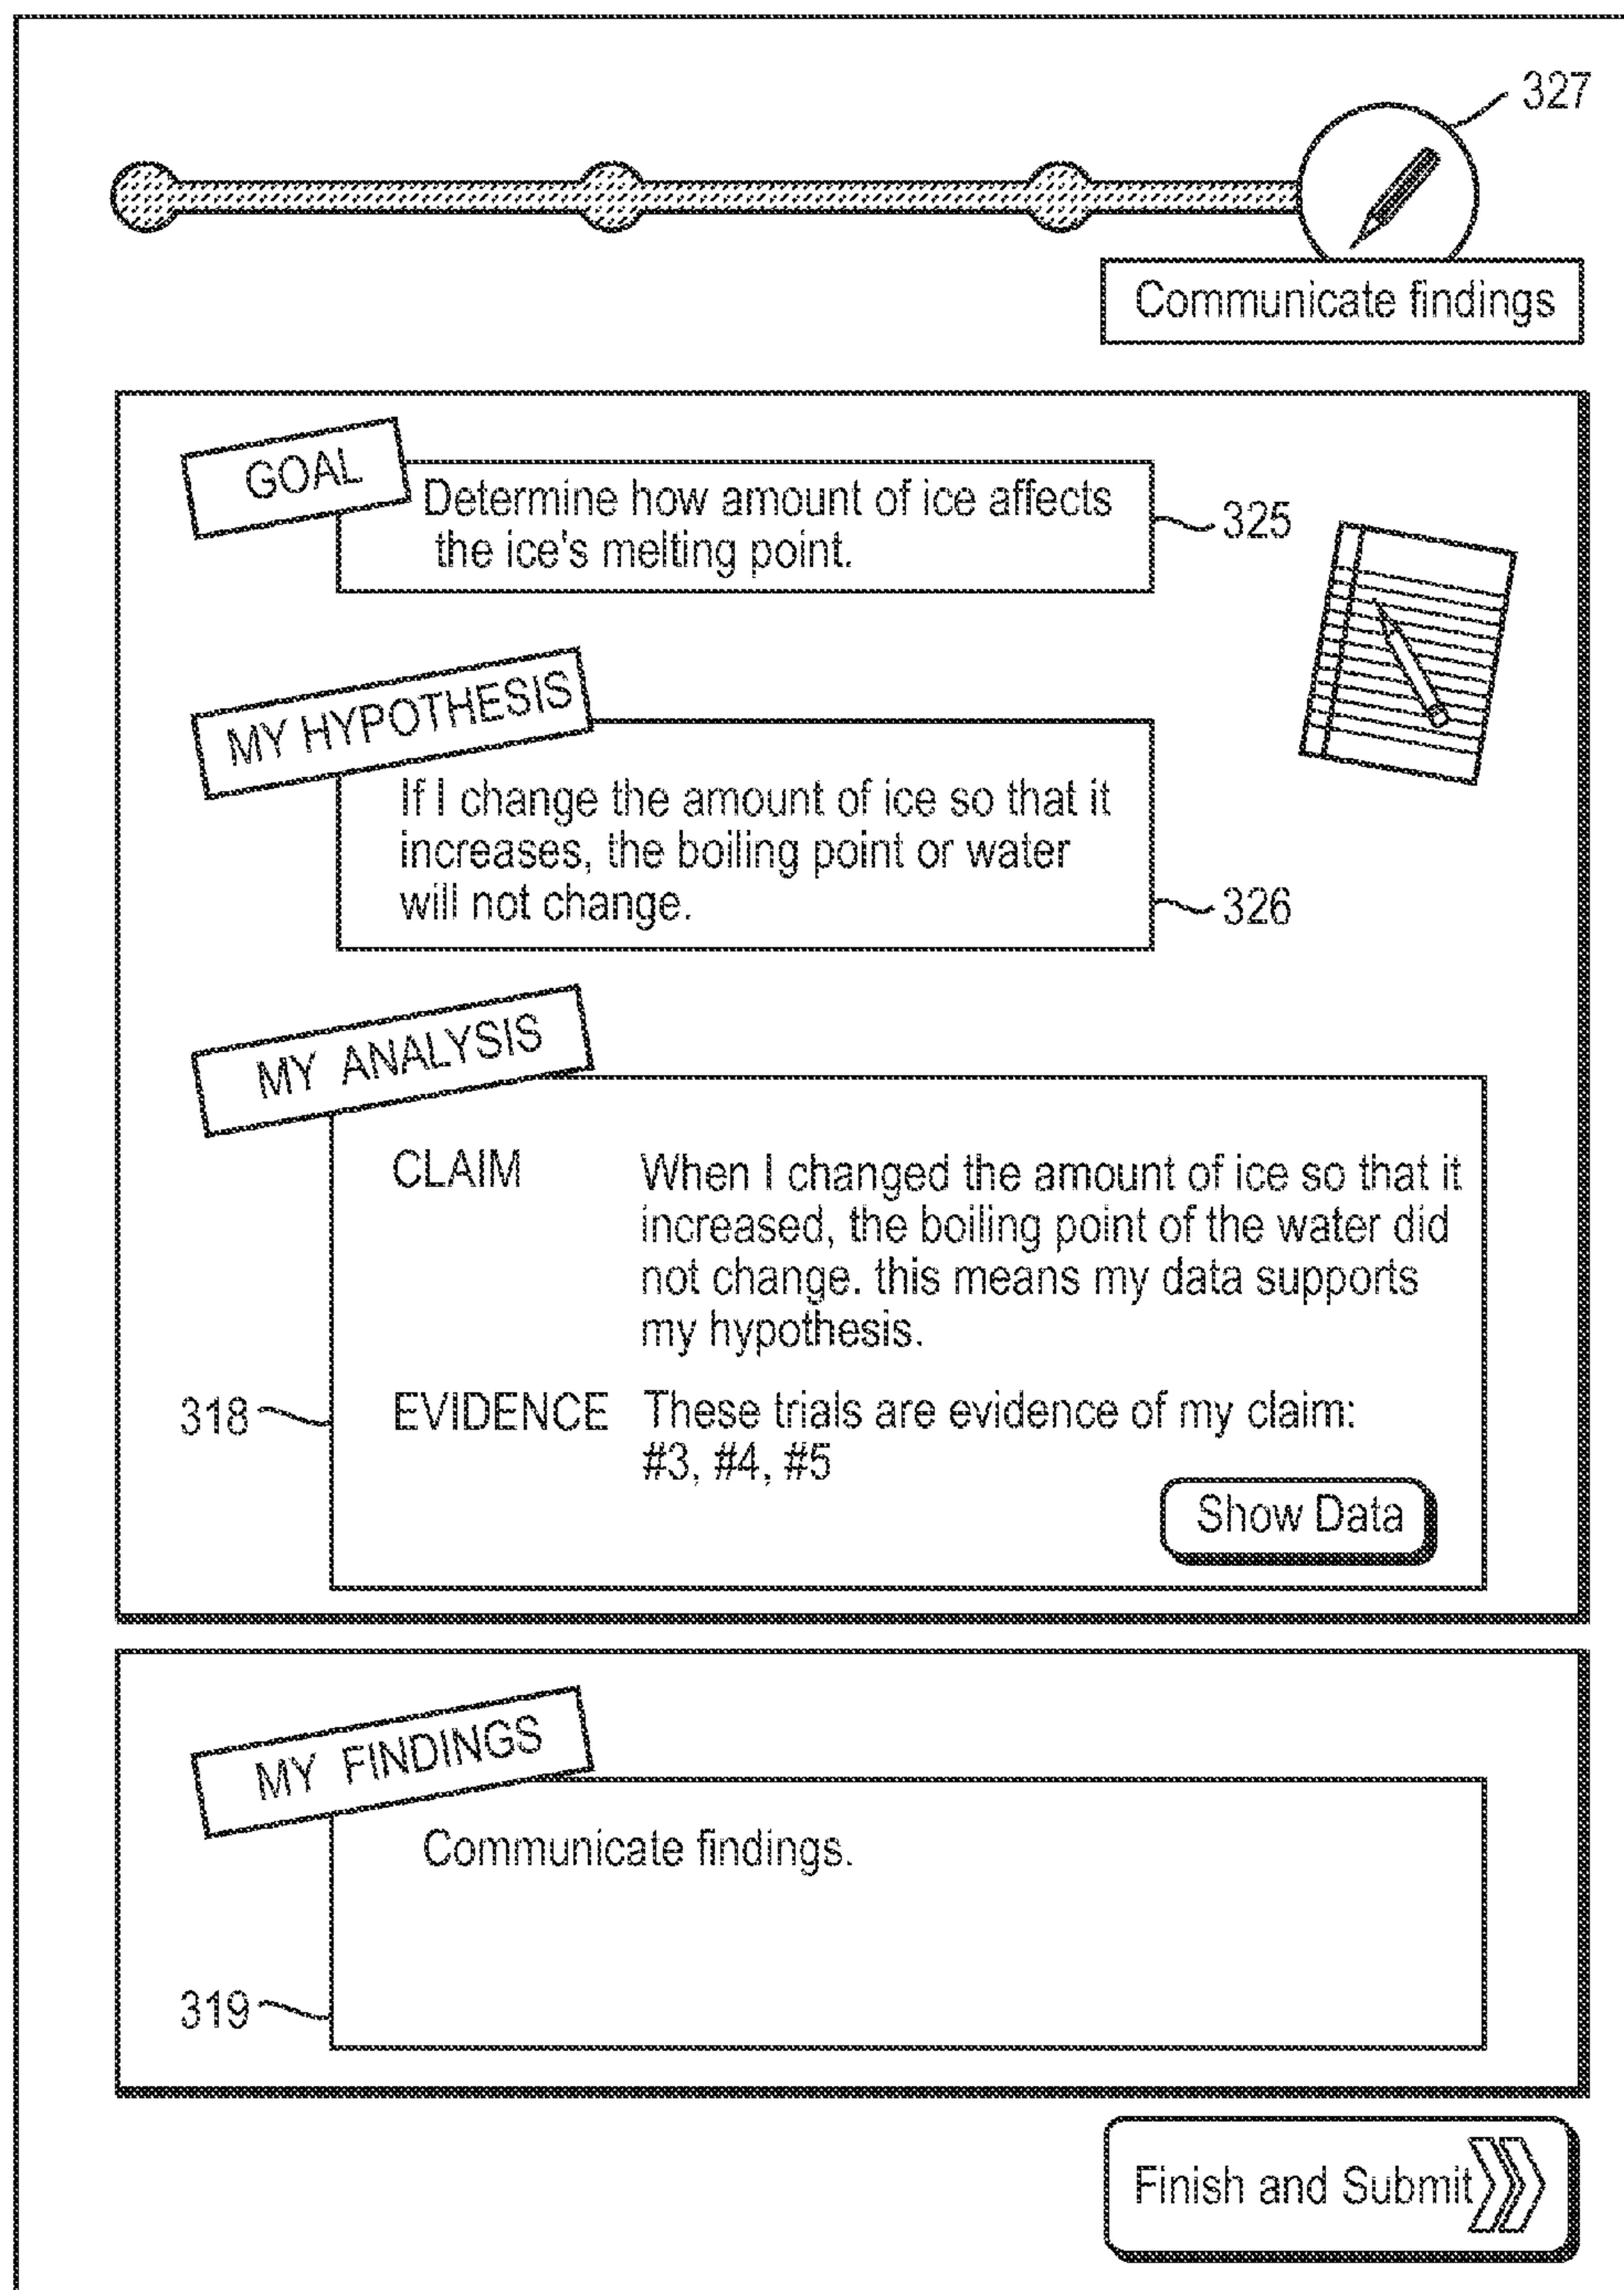 327
Communicate findings
GOAL
Determine how amount of ice affects
the ice's melting point.
325
MY HYPOTHESIS
If I change the amount of ice so that it
increases, the boiling point or water
will not change.
326
MY ANALYSIS
CLAIM
When I changed the amount of ice so that it
increased, the boiling point of the water did
not change. this means my data supports
my hypothesis.
318
EVIDENCE
These trials are evidence of my claim:
#3, #4, #5
Show Data
MY FINDINGS
Communicate findings.
319
Finish and Submit